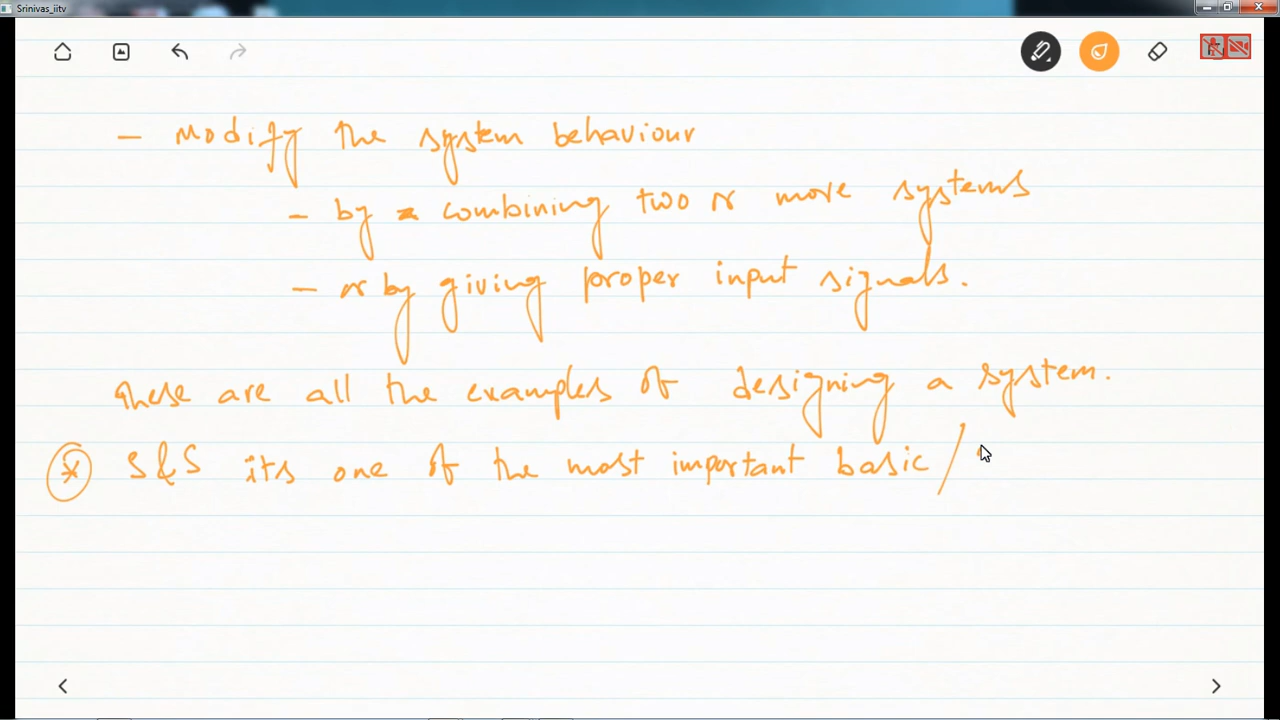 Srinivas_iitv
- Modify the system behaviour
- by combining two or more systems
- or by giving proper input signals.
These are all the examples of designing a system.
* S&S its one of the most important basic /